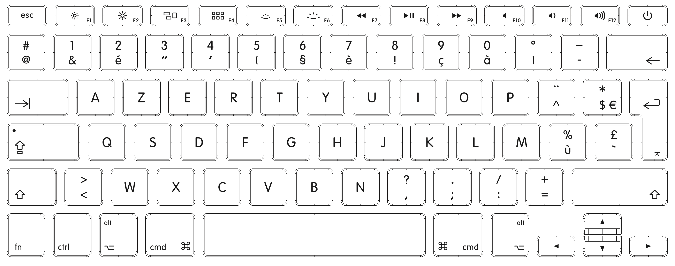 esc F1 F2 F3 F4 F5 F6 F7 F8 F9 F10 F11 F12
# 1 2 3 4 5 6 7 8 9 0 ° _
@ & é " ' ( § è ! ç à ) -
A Z E R T Y U I O P ¨ *
^ $ €
Q S D F G H J K L M % £
ù `
> W X C V B N ? . / +
< , ; : =
alt alt
fn ctrl ⌥ cmd ⌘ ⌘ cmd ⌥